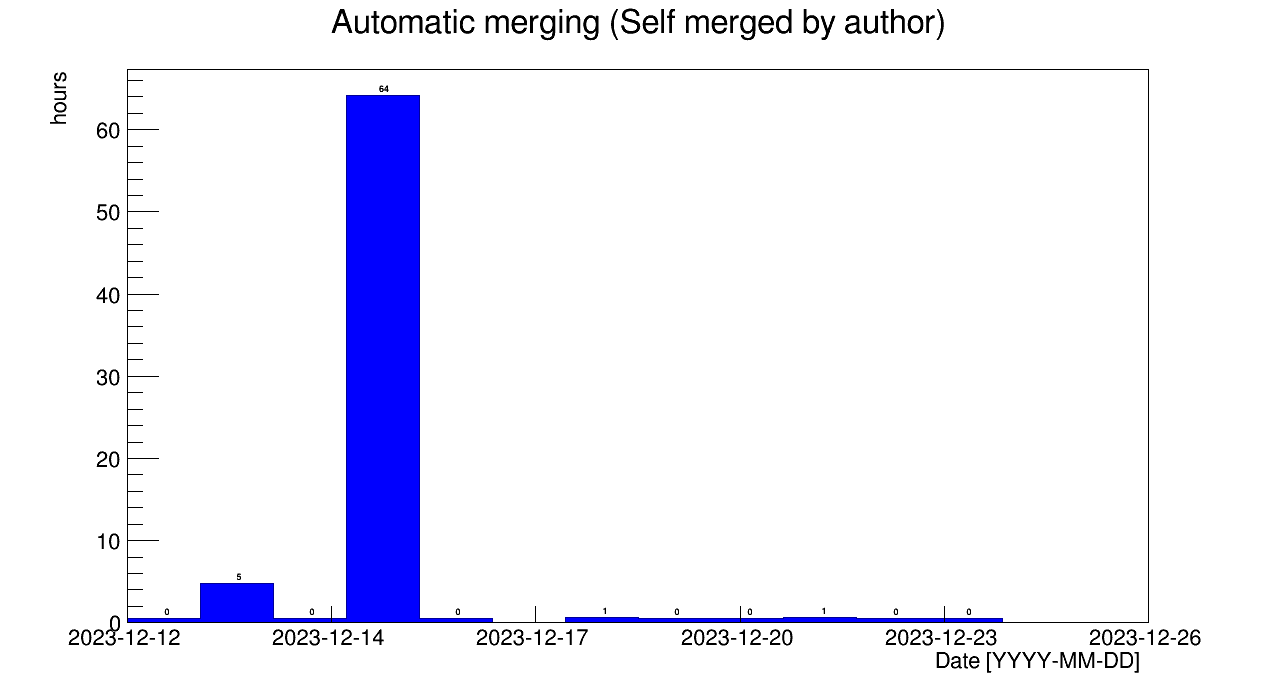 Automatic merging (Self merged by author)
hours
64
60
50
40
30
20
10
5
0 0 0 1 0 0 1 0 0
0
2023-12-12 2023-12-14 2023-12-17 2023-12-20 2023-12-23 2023-12-26
Date [YYYY-MM-DD]